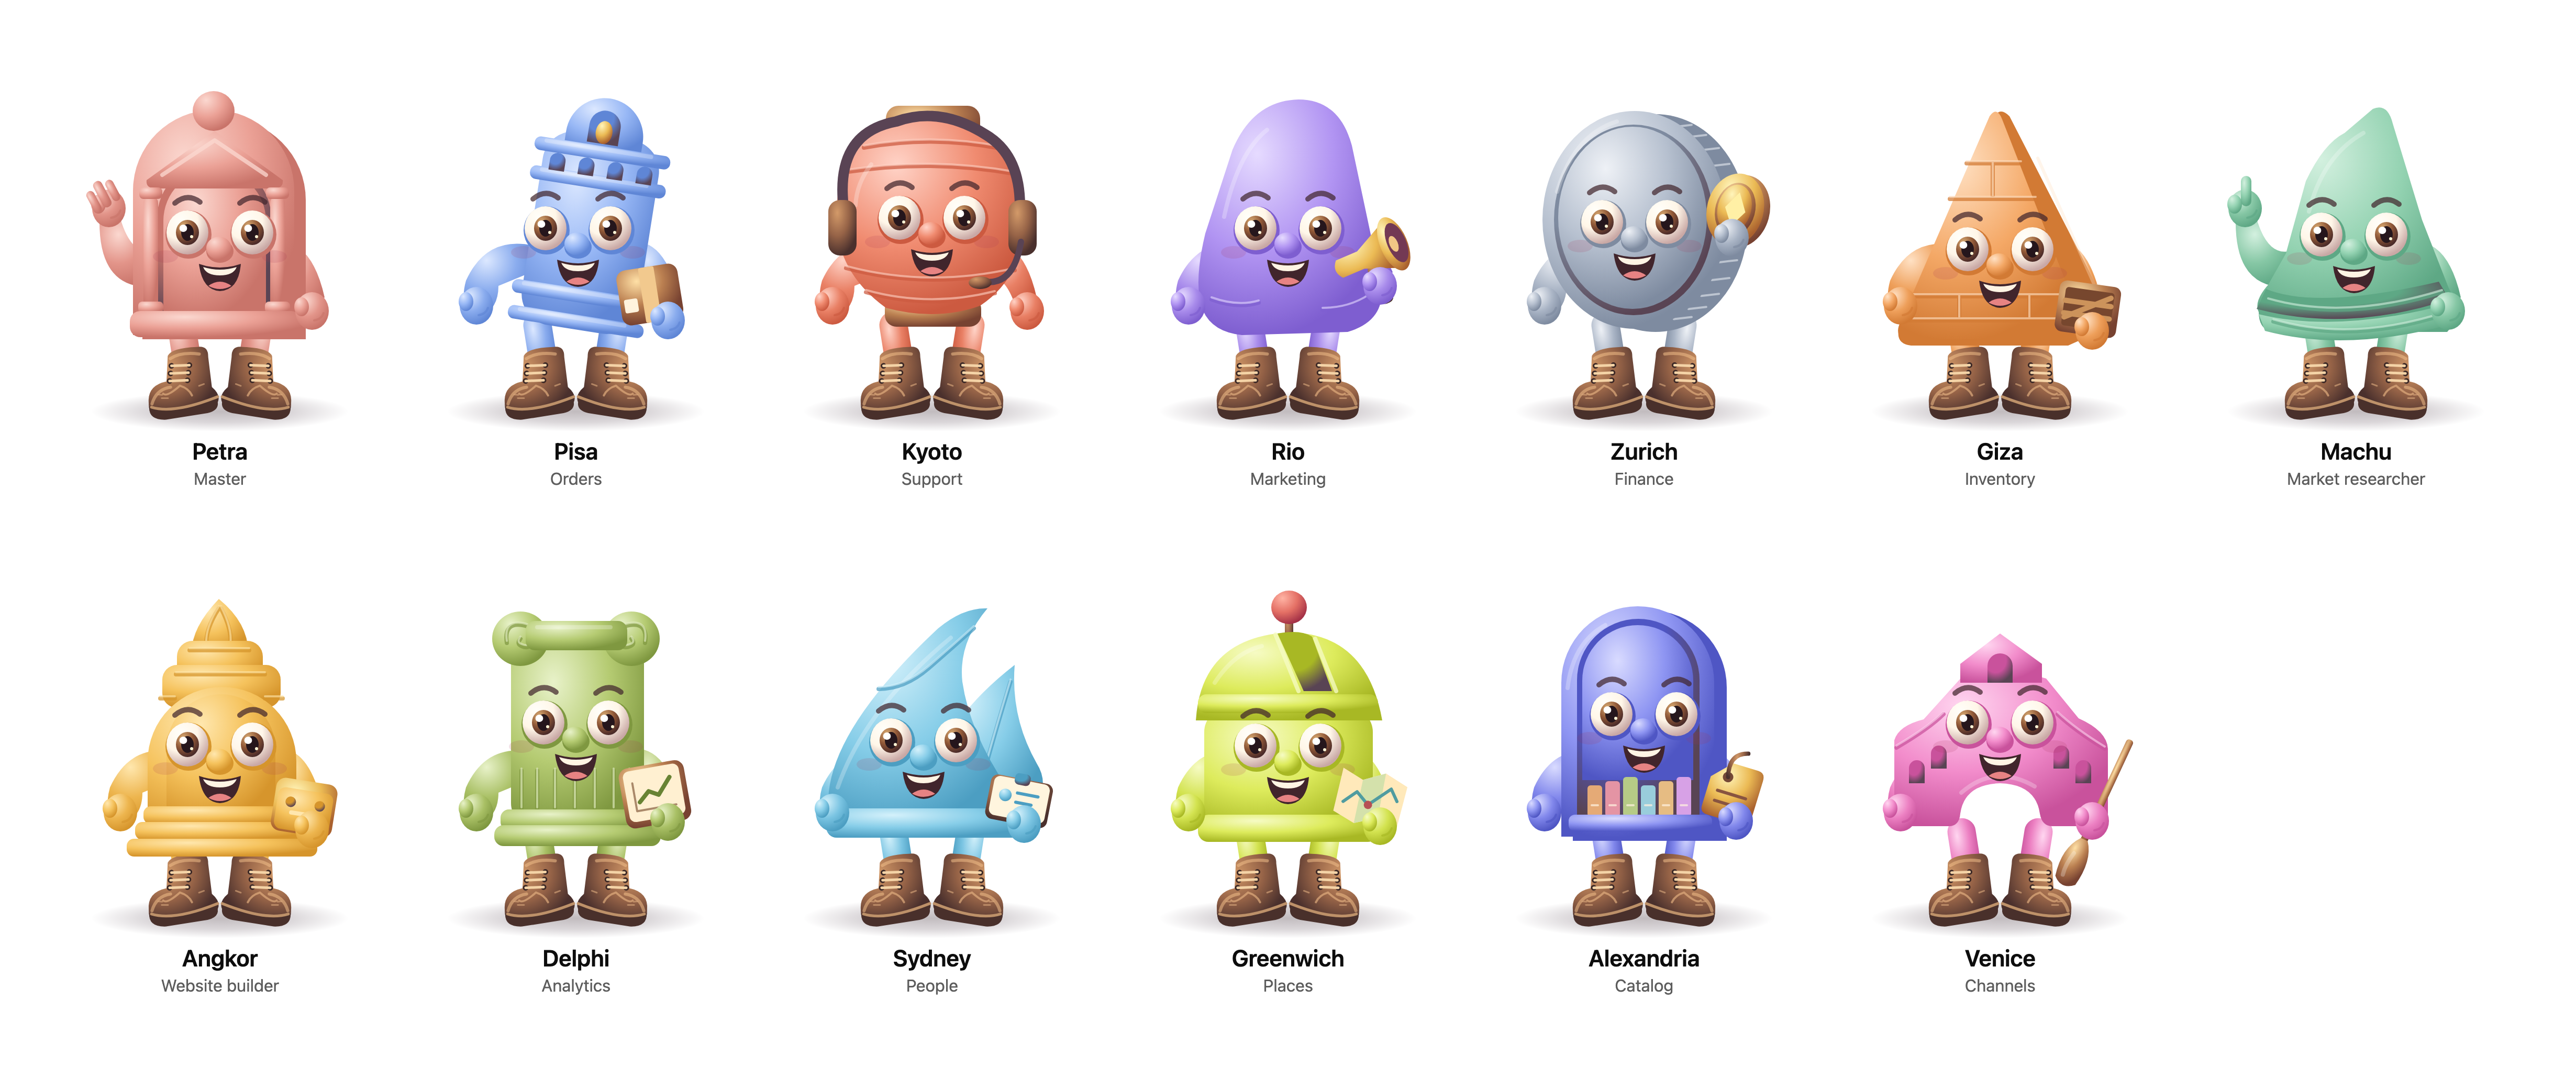 Petra
Master
Pisa
Orders
Kyoto
Support
Rio
Marketing
Zurich
Finance
Giza
Inventory
Machu
Market researcher
Angkor
Website builder
Delphi
Analytics
Sydney
People
Greenwich
Places
Alexandria
Catalog
Venice
Channels